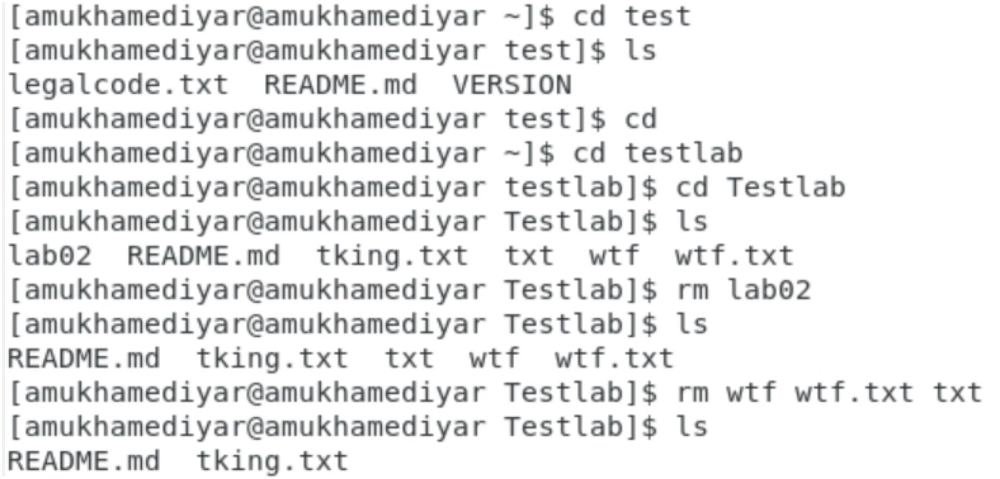 [amukhamediyar@amukhamediyar ~]$ cd test
[amukhamediyar@amukhamediyar test]$ ls
legalcode.txt  README.md  VERSION
[amukhamediyar@amukhamediyar test]$ cd
[amukhamediyar@amukhamediyar ~]$ cd testlab
[amukhamediyar@amukhamediyar testlab]$ cd Testlab
[amukhamediyar@amukhamediyar Testlab]$ ls
lab02  README.md  tking.txt  txt  wtf  wtf.txt
[amukhamediyar@amukhamediyar Testlab]$ rm lab02
[amukhamediyar@amukhamediyar Testlab]$ ls
README.md  tking.txt  txt  wtf  wtf.txt
[amukhamediyar@amukhamediyar Testlab]$ rm wtf wtf.txt txt
[amukhamediyar@amukhamediyar Testlab]$ ls
README.md  tking.txt